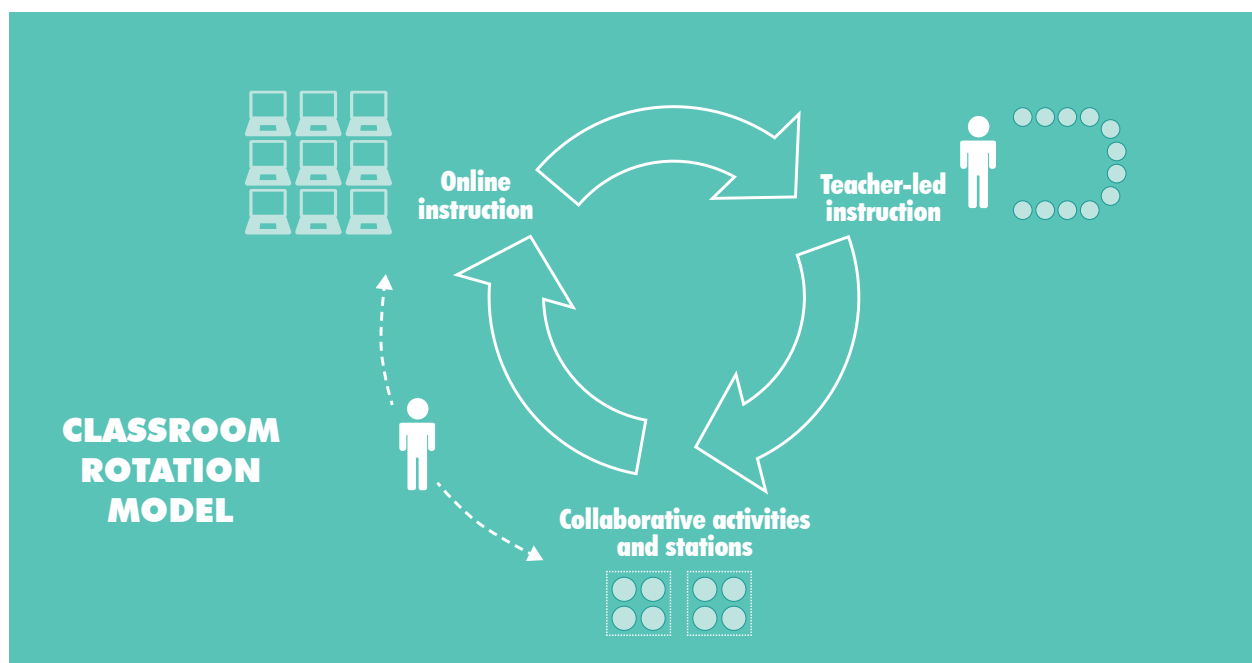 Online
instruction
Teacher-led
instruction
CLASSROOM
ROTATION
MODEL
Collaborative activities
and stations